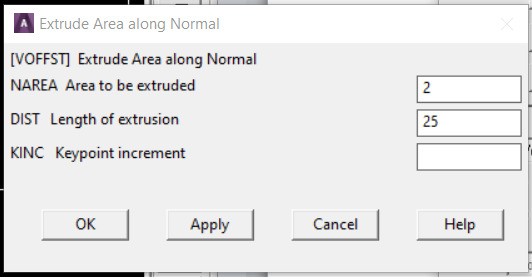 Extrude Area along Normal
[VOFFST] Extrude Area along Normal
NAREA Area to be extruded 2
DIST Length of extrusion 25
KINC Keypoint increment
OK Apply Cancel Help